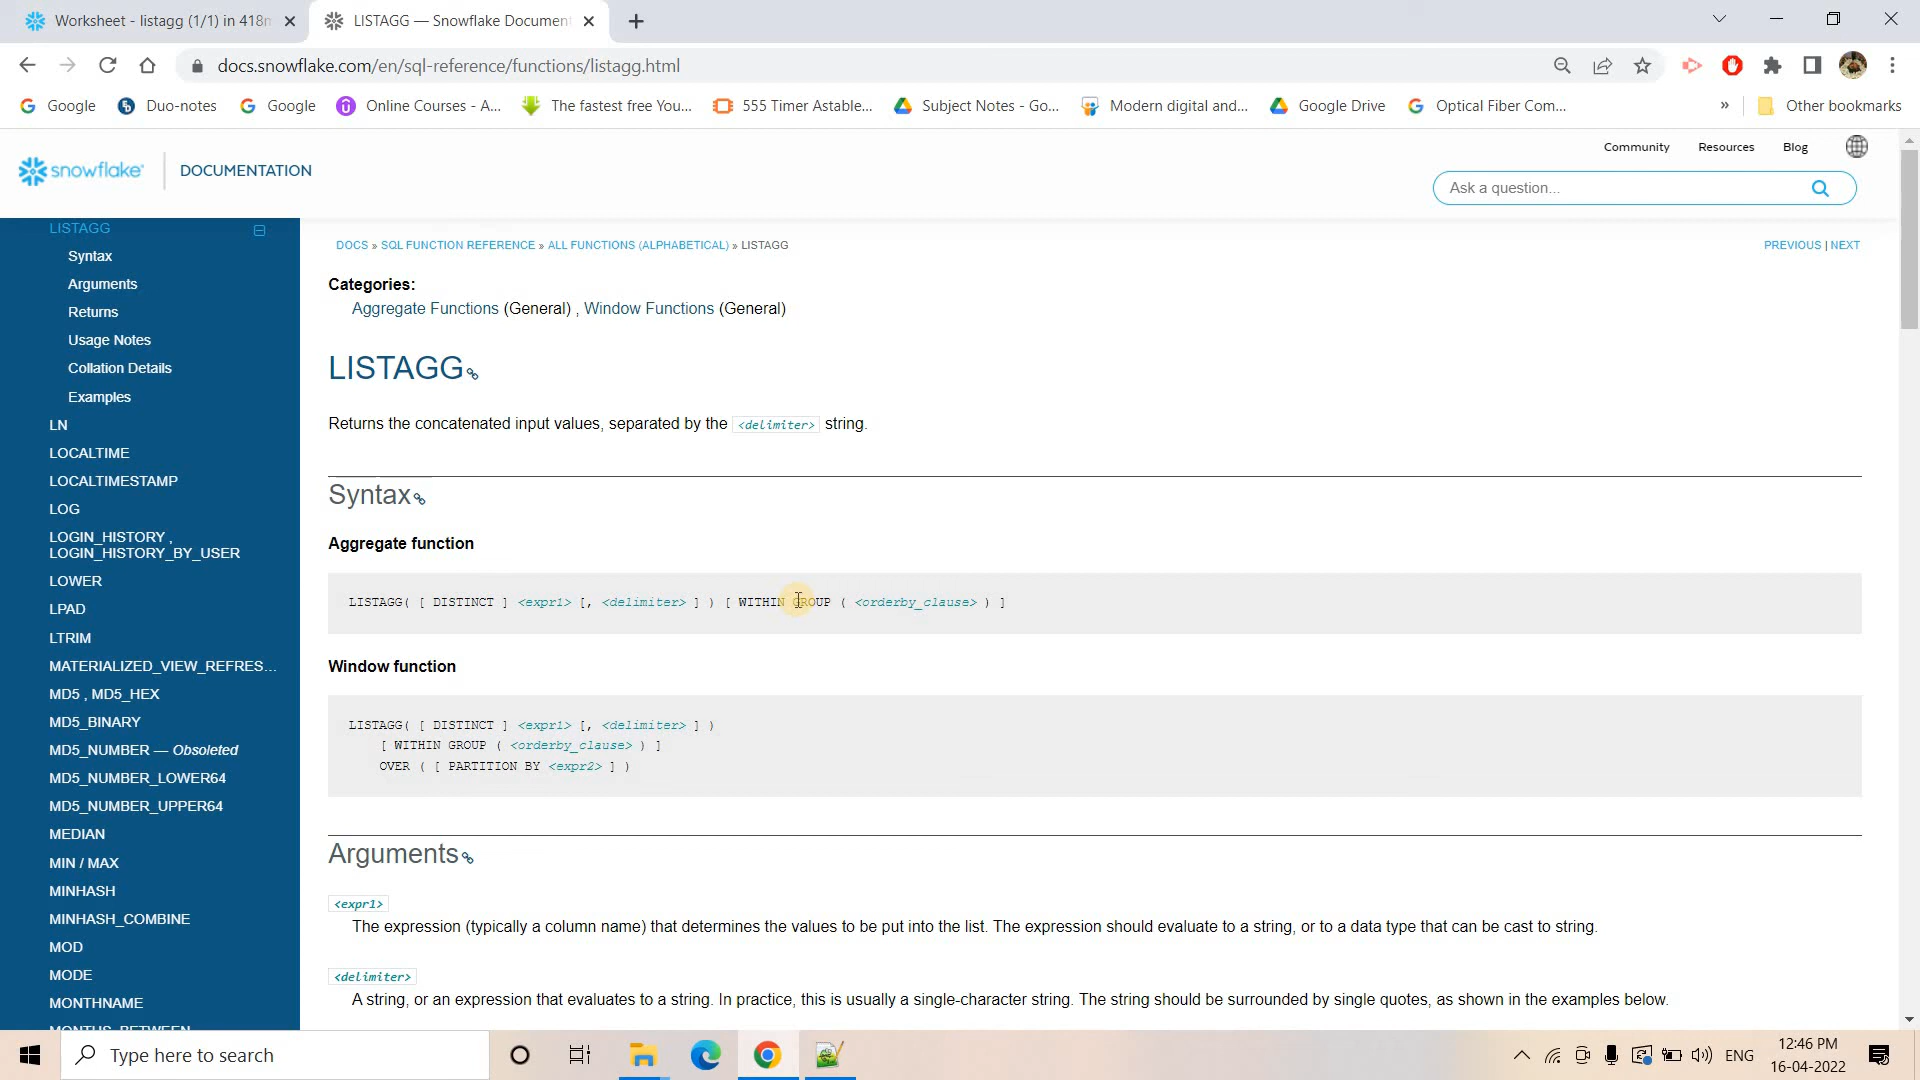 Worksheet - listagg (1/1) in 418m
LISTAGG — Snowflake Document
docs.snowflake.com/en/sql-reference/functions/listagg.html
Google
Duo-notes
Google
Online Courses - A...
The fastest free You...
555 Timer Astable...
Subject Notes - Go...
Modern digital and...
Google Drive
Optical Fiber Com...
»
Other bookmarks
snowflake
DOCUMENTATION
Community
Resources
Blog
Ask a question...
LISTAGG
Syntax
Arguments
Returns
Usage Notes
Collation Details
Examples
LN
LOCALTIME
LOCALTIMESTAMP
LOG
LOGIN_HISTORY ,
LOGIN_HISTORY_BY_USER
LOWER
LPAD
LTRIM
MATERIALIZED_VIEW_REFRES...
MD5 , MD5_HEX
MD5_BINARY
MD5_NUMBER — Obsoleted
MD5_NUMBER_LOWER64
MD5_NUMBER_UPPER64
MEDIAN
MIN / MAX
MINHASH
MINHASH_COMBINE
MOD
MODE
MONTHNAME
MONTHS_BETWEEN
DOCS » SQL FUNCTION REFERENCE » ALL FUNCTIONS (ALPHABETICAL) » LISTAGG
PREVIOUS | NEXT
Categories:
Aggregate Functions (General) , Window Functions (General)
LISTAGG
Returns the concatenated input values, separated by the <delimiter> string.
Syntax
Aggregate function
LISTAGG( [ DISTINCT ] <expr1> [, <delimiter> ] ) [ WITHIN GROUP ( <orderby_clause> ) ]
Window function
LISTAGG( [ DISTINCT ] <expr1> [, <delimiter> ] )
[ WITHIN GROUP ( <orderby_clause> ) ]
OVER ( [ PARTITION BY <expr2> ] )
Arguments
<expr1>
The expression (typically a column name) that determines the values to be put into the list. The expression should evaluate to a string, or to a data type that can be cast to string.
<delimiter>
A string, or an expression that evaluates to a string. In practice, this is usually a single-character string. The string should be surrounded by single quotes, as shown in the examples below.
Type here to search
ENG
12:46 PM
16-04-2022